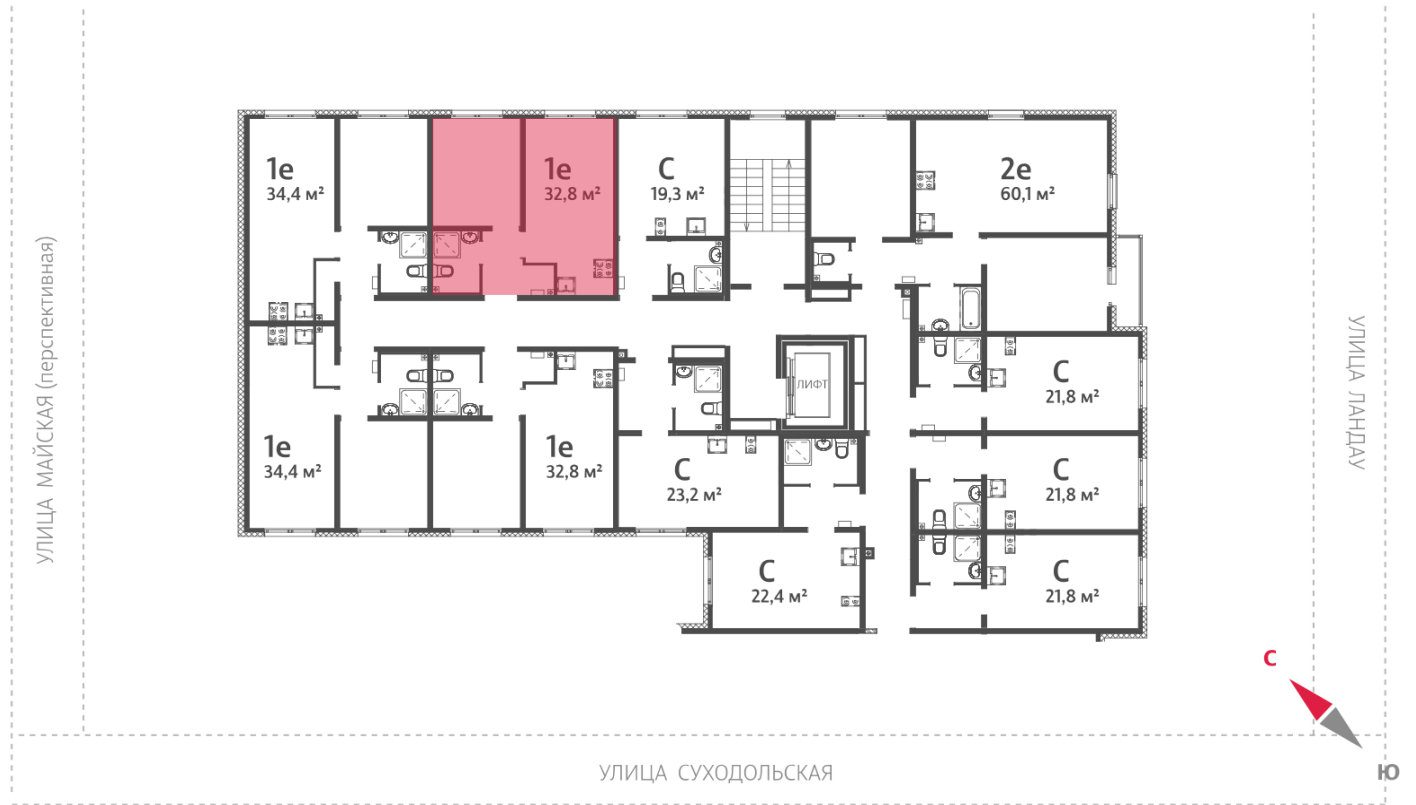 1е
34,4 м²
1е
32,8 м²
С
19,3 м²
2е
60,1 м²
УЛИЦА МАЙСКАЯ (перспективная)
УЛИЦА ЛАНДАУ
ЛИФТ
С
21,8 м²
1е
34,4 м²
1е
32,8 м²
С
23,2 м²
С
21,8 м²
С
22,4 м²
С
21,8 м²
С
Ю
УЛИЦА СУХОДОЛЬСКАЯ